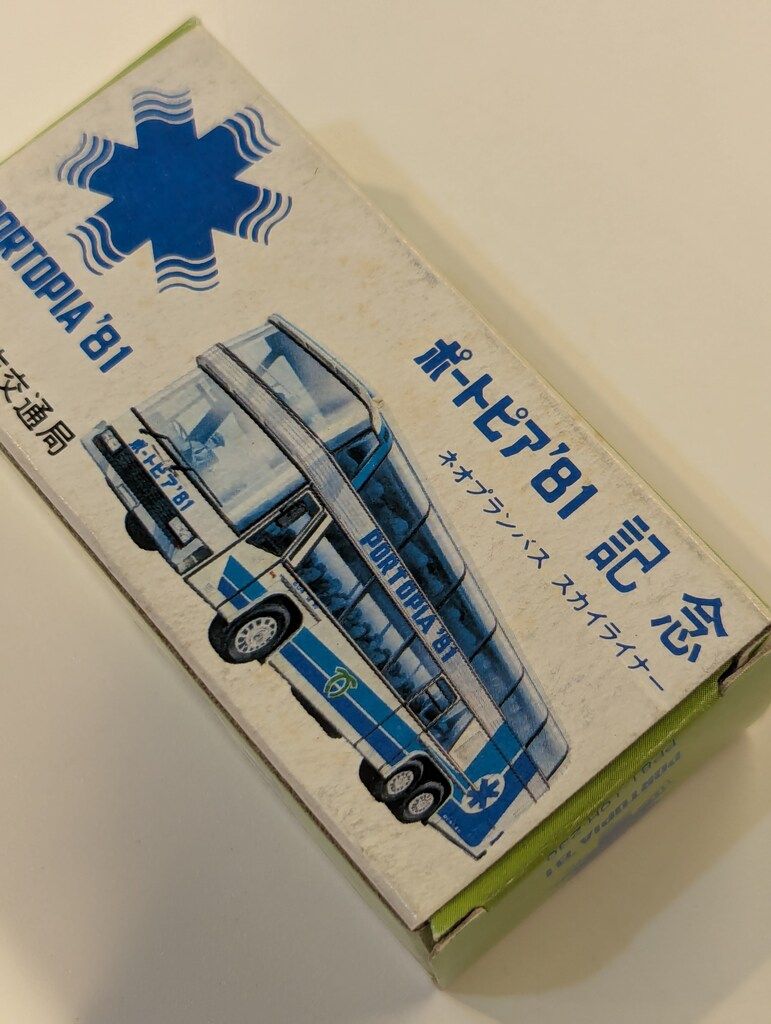 PORTOPIA '81
交通局
ポートピア'81 記念
ネオプランバス スカイライナー
ポートピア'81
PORTOPIA '81